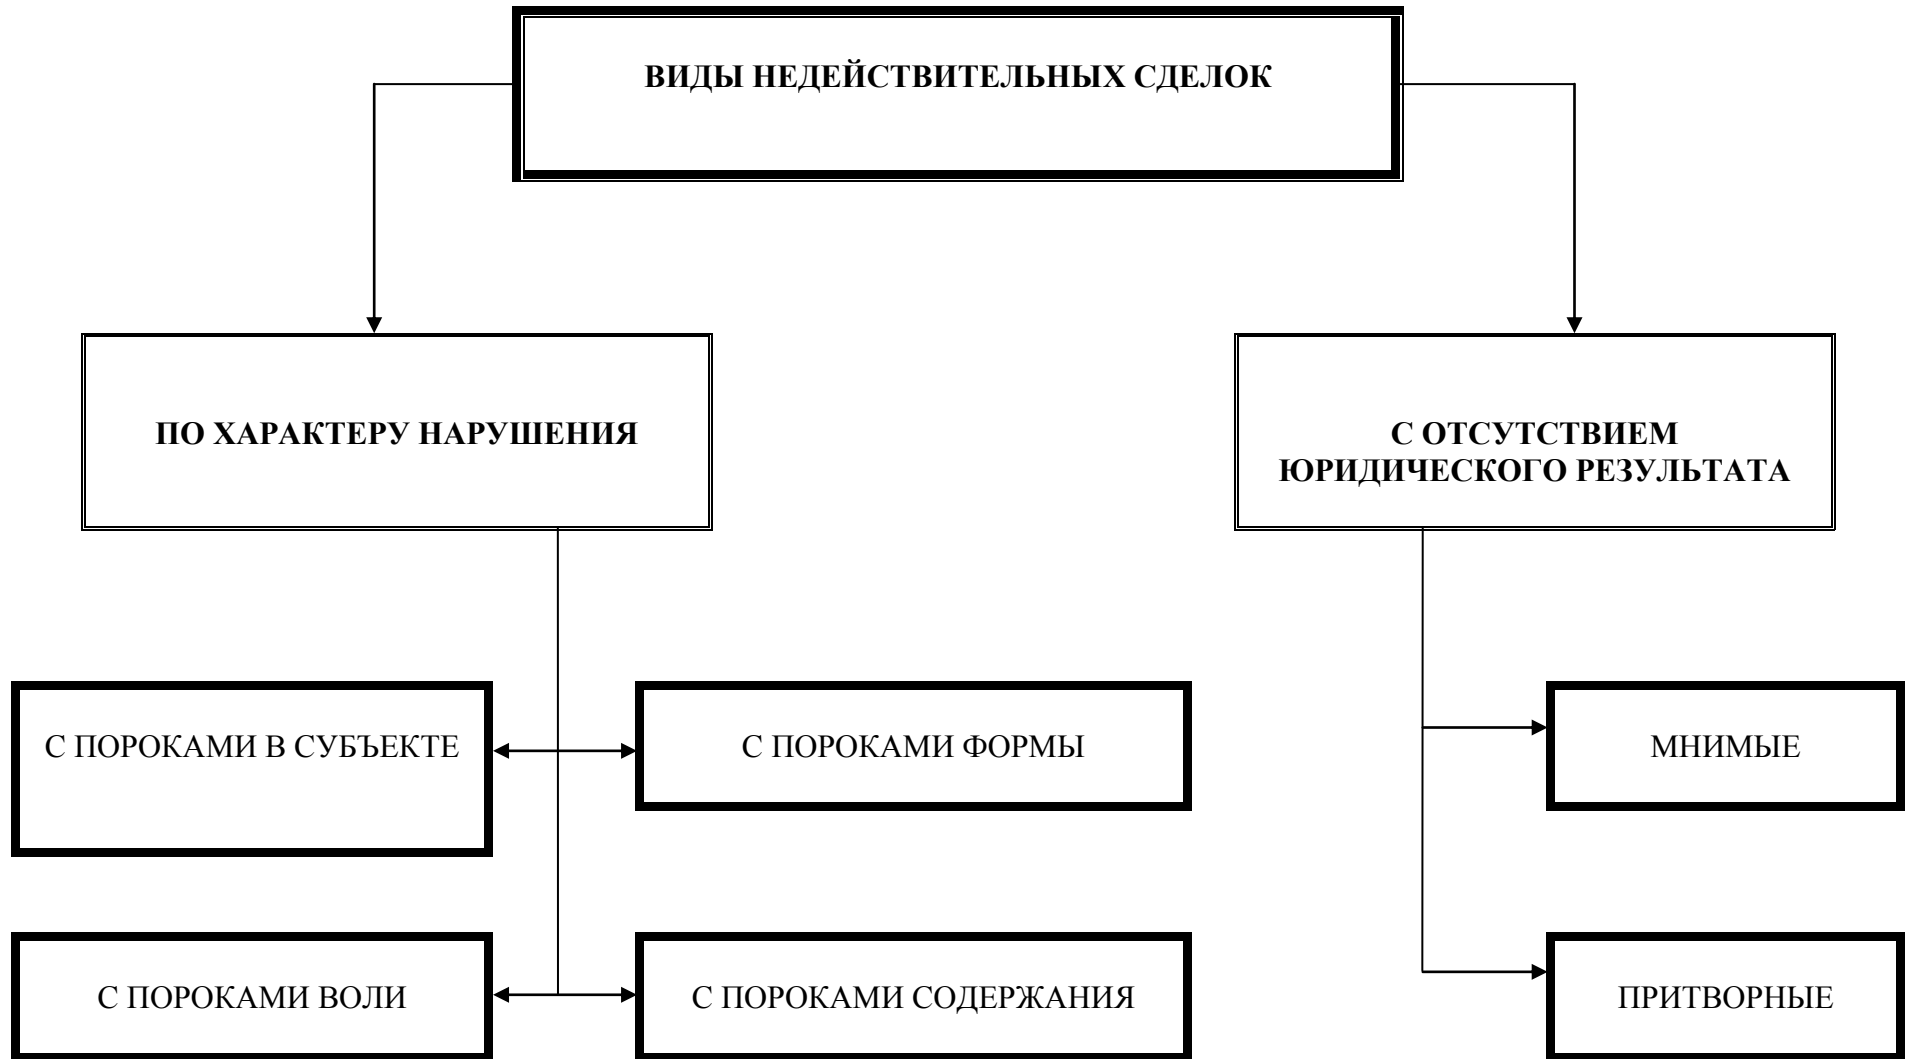 ВИДЫ НЕДЕЙСТВИТЕЛЬНЫХ СДЕЛОК
ПО ХАРАКТЕРУ НАРУШЕНИЯ
С ОТСУТСТВИЕМ
ЮРИДИЧЕСКОГО РЕЗУЛЬТАТА
С ПОРОКАМИ В СУБЪЕКТЕ
С ПОРОКАМИ ФОРМЫ
МНИМЫЕ
С ПОРОКАМИ ВОЛИ
С ПОРОКАМИ СОДЕРЖАНИЯ
ПРИТВОРНЫЕ